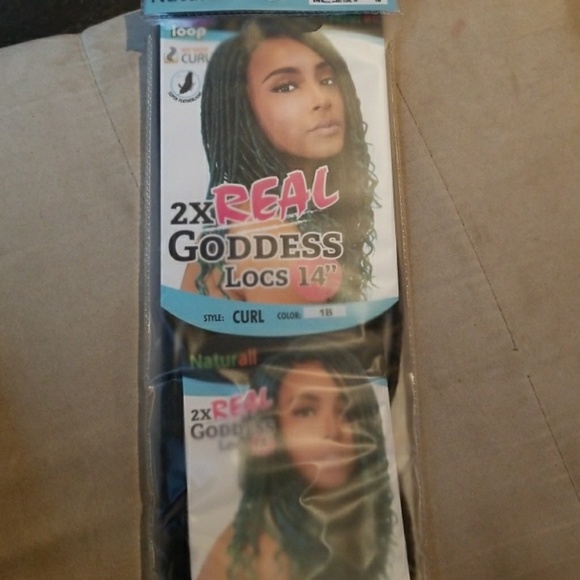 loop
CURL
2X REAL
GODDESS
LOCS 14"
STYLE: CURL COLOR: 1B
Naturall
2X REAL
GODDESS